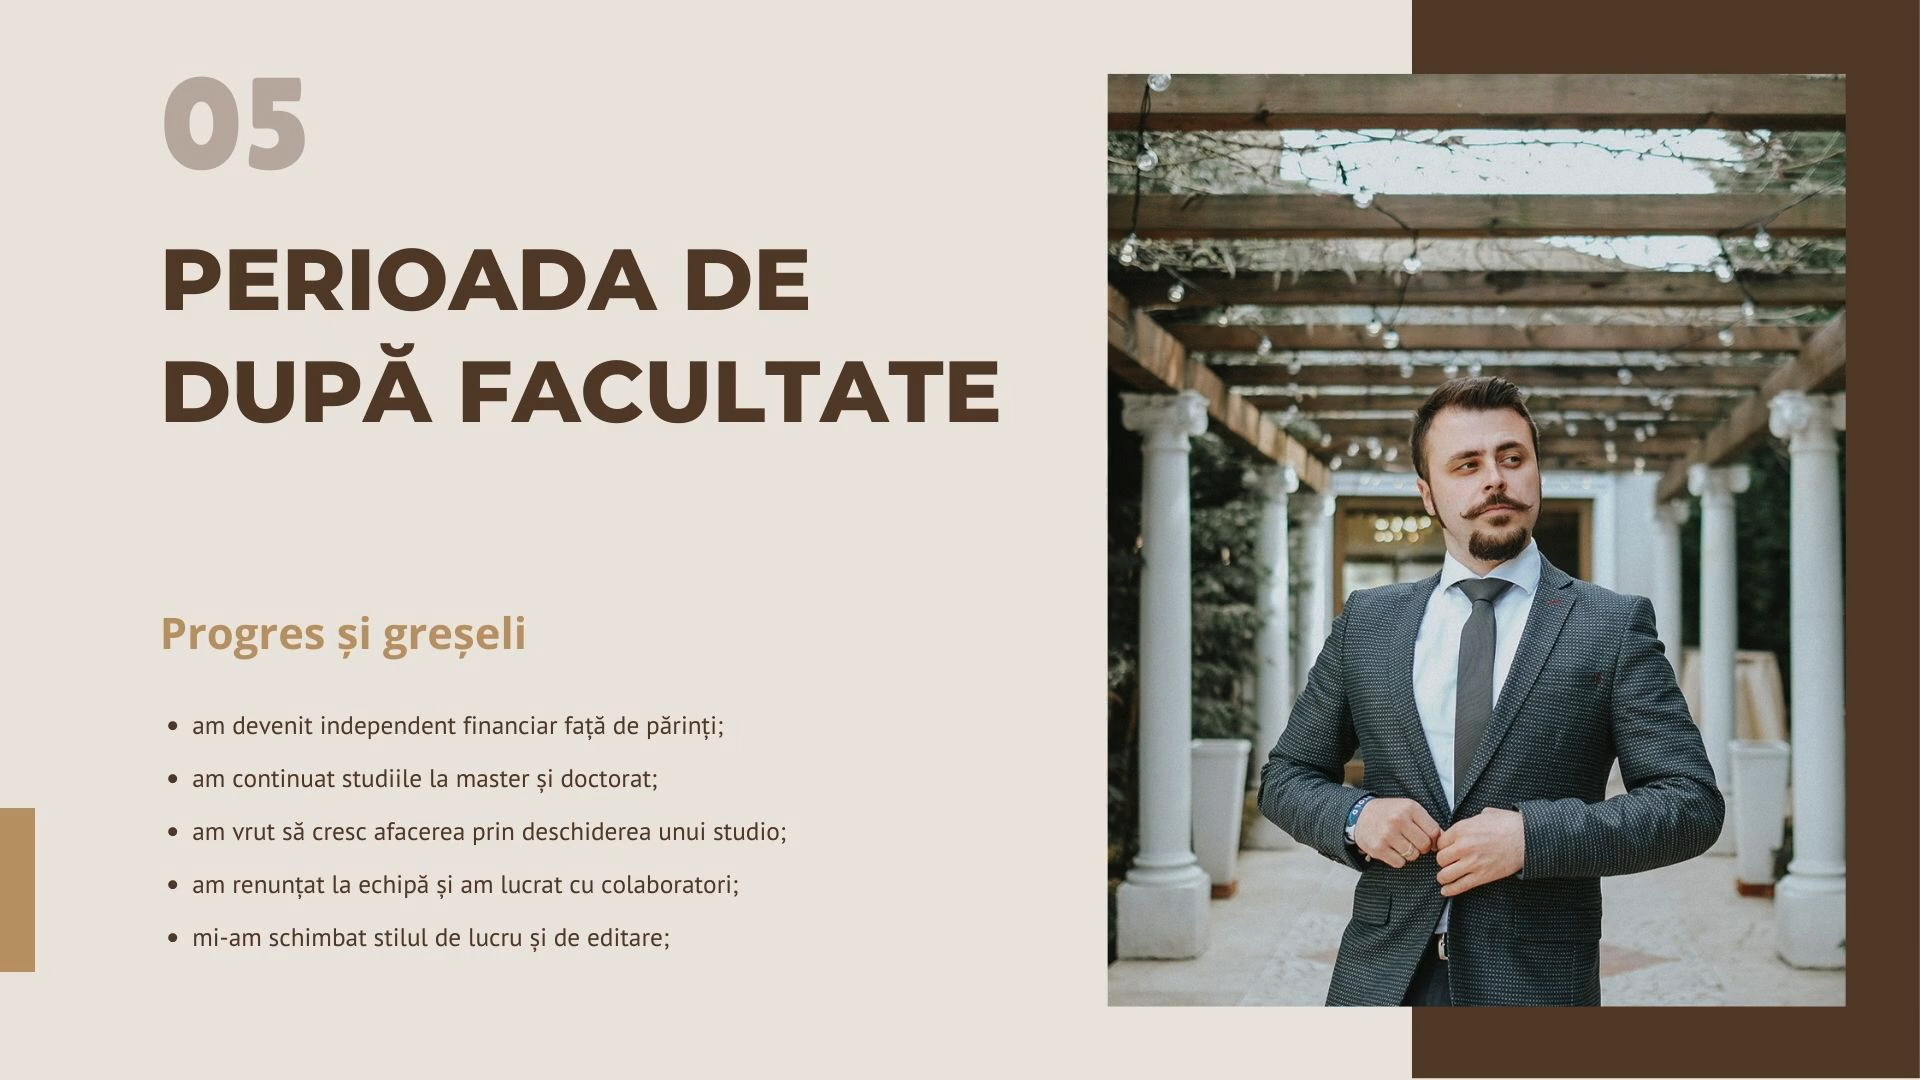 05
PERIOADA DE
DUPĂ FACULTATE
Progres și greșeli
• am devenit independent financiar față de părinți;
• am continuat studiile la master și doctorat;
• am vrut să cresc afacerea prin deschiderea unui studio;
• am renunțat la echipă și am lucrat cu colaboratori;
• mi-am schimbat stilul de lucru și de editare;